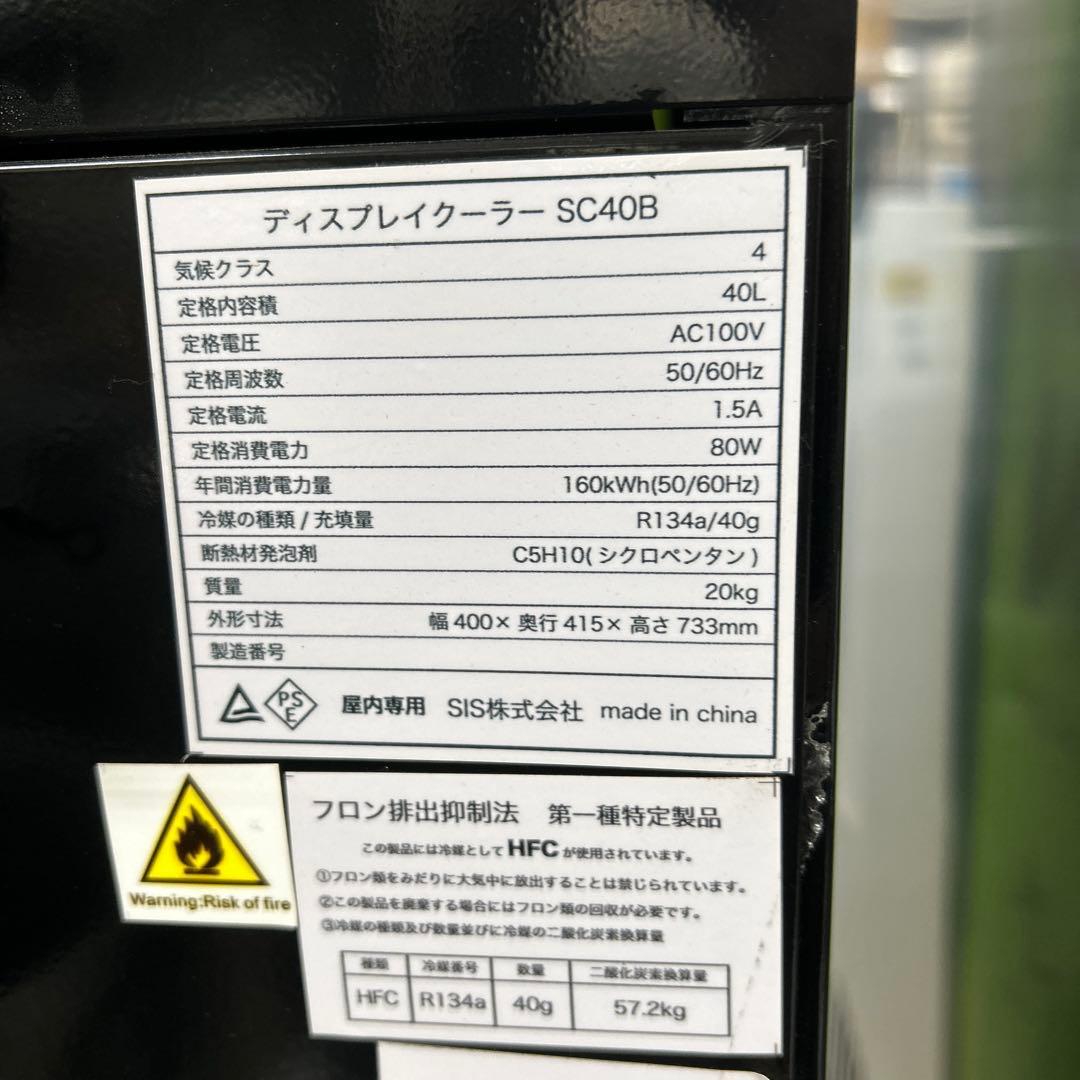 ディスプレイクーラー SC40B
気候クラス 4
定格内容積 40L
定格電圧 AC100V
定格周波数 50/60Hz
定格電流 1.5A
定格消費電力 80W
年間消費電力量 160kWh(50/60Hz)
冷媒の種類 / 充填量 R134a/40g
断熱材発泡剤 C5H10( シクロペンタン )
質量 20kg
外形寸法 幅 400× 奥行 415× 高さ 733mm
製造番号
PSE 屋内専用 SIS株式会社 made in china
Warning:Risk of fire
フロン排出抑制法 第一種特定製品
この製品には冷媒として HFC が使用されています。
①フロン類をみだりに大気中に放出することは禁じられています。
②この製品を廃棄する場合にはフロン類の回収が必要です。
③冷媒の種類及び数量並びに冷媒の二酸化炭素換算量
種類 冷媒番号 数量 二酸化炭素換算量
HFC R134a 40g 57.2kg